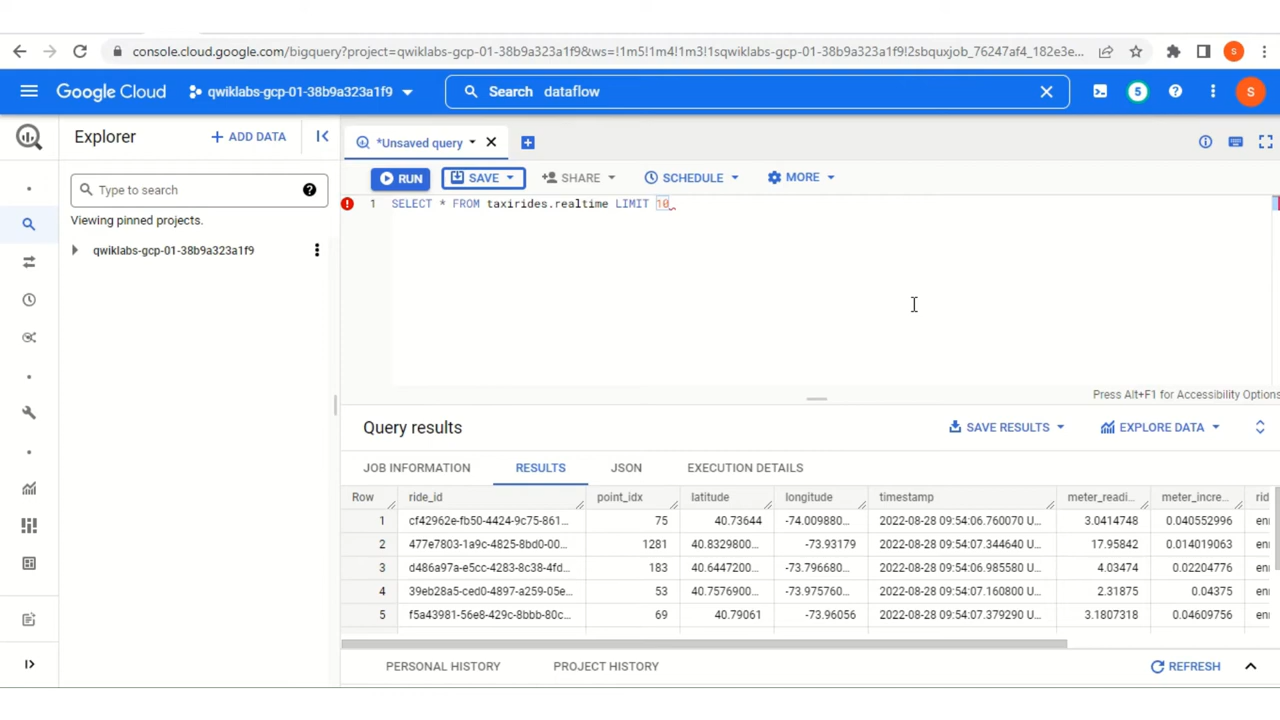 console.cloud.google.com/bigquery?project=qwiklabs-gcp-01-38b9a323a1f9&ws=!1m5!1m4!1m3!1sqwiklabs-gcp-01-38b9a323a1f9!2sbquxjob_76247af4_182e3e... S
Google Cloud qwiklabs-gcp-01-38b9a323a1f9 Search dataflow 5 S
Explorer + ADD DATA *Unsaved query
RUN SAVE SHARE SCHEDULE MORE
Type to search
1 SELECT * FROM taxirides.realtime LIMIT 10
Viewing pinned projects.
qwiklabs-gcp-01-38b9a323a1f9
Press Alt+F1 for Accessibility Options
Query results SAVE RESULTS EXPLORE DATA
JOB INFORMATION RESULTS JSON EXECUTION DETAILS
Row ride_id point_idx latitude longitude timestamp meter_readi... meter_incre... rid
1 cf42962e-fb50-4424-9c75-861... 75 40.73644 -74.009880... 2022-08-28 09:54:06.760070 U... 3.0414748 0.040552996 enr
2 477e7803-1a9c-4825-8bd0-00... 1281 40.8329800... -73.93179 2022-08-28 09:54:07.344640 U... 17.95842 0.014019063 enr
3 d486a97a-e5cc-4283-8c38-4fd... 183 40.6447200... -73.796680... 2022-08-28 09:54:06.985580 U... 4.03474 0.02204776 enr
4 39eb28a5-ced0-4897-a259-05e... 53 40.7576900... -73.975760... 2022-08-28 09:54:07.160800 U... 2.31875 0.04375 enr
5 f5a43981-56e8-429c-8bbb-80c... 69 40.79061 -73.96056 2022-08-28 09:54:07.379290 U... 3.1807318 0.04609756 enr
PERSONAL HISTORY PROJECT HISTORY REFRESH